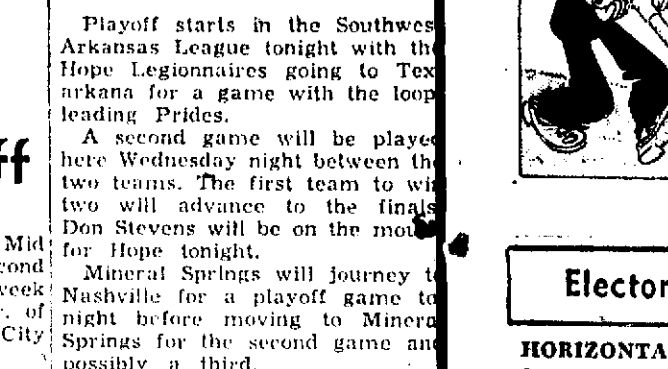 Playoff starts in the Southwes
Arkansas League tonight with th
Hope Legionnaires going to Tex
arkana for a game with the loop
leading Prides.
A second game will be playe
here Wednesday night between th
two teams. The first team to wi
two will advance to the finals
Don Stevens will be on the mou
for Hope tonight.
Mineral Springs will journey t
Nashville for a playoff game to
night before moving to Minera
Springs for the second game an
possibly a third.
ff
Mid
cond
week
. of
City
Elector
HORIZONTA